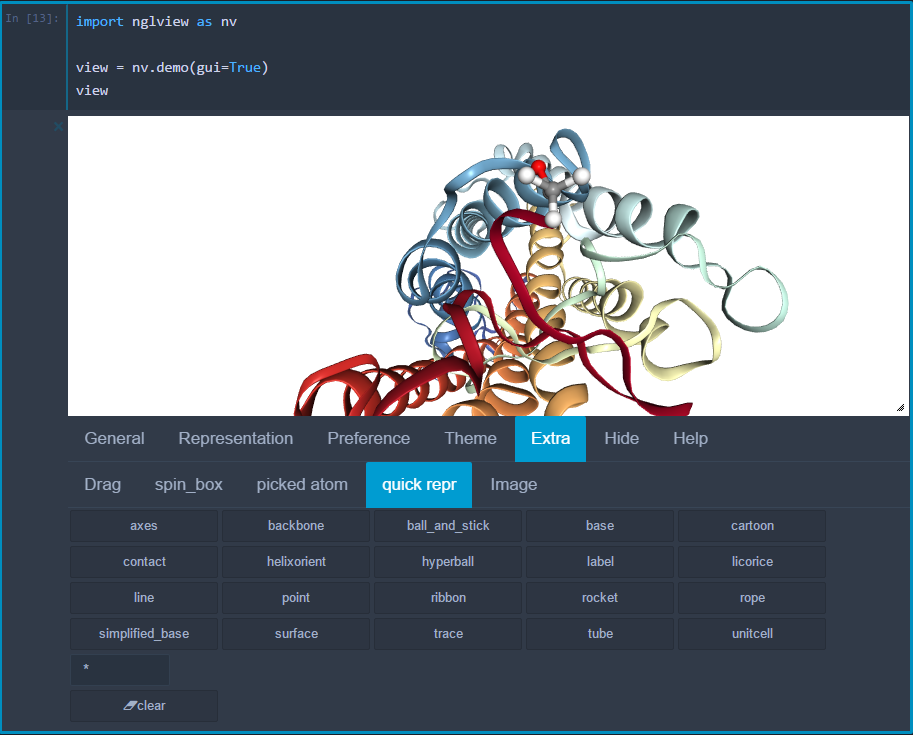 In [13]:
import nglview as nv
view = nv.demo(gui=True)
view
General Representation Preference Theme Extra Hide Help
Drag spin_box picked atom quick repr Image
axes backbone ball_and_stick base cartoon
contact helixorient hyperball label licorice
line point ribbon rocket rope
simplified_base surface trace tube unitcell
*
clear